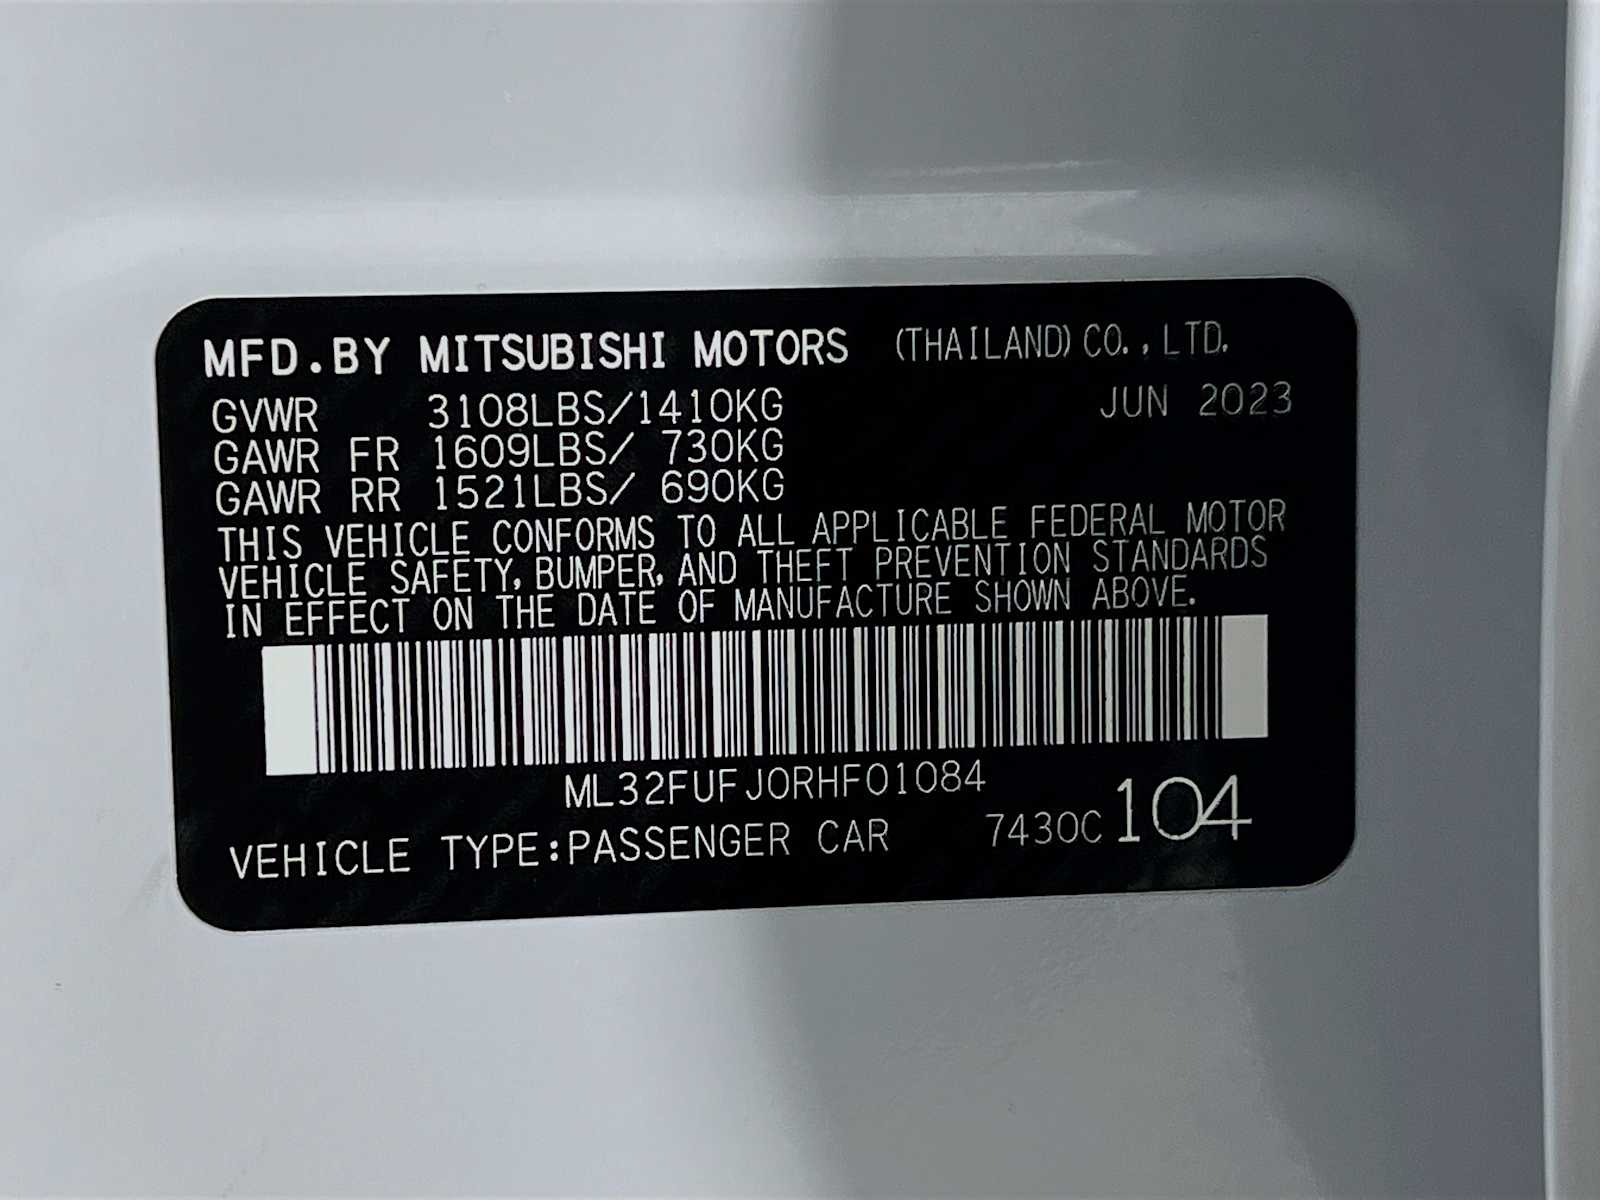 MFD.BY MITSUBISHI MOTORS (THAILAND) CO., LTD.
GVWR 3108LBS/1410KG JUN 2023
GAWR FR 1609LBS/ 730KG
GAWR RR 1521LBS/ 690KG
THIS VEHICLE CONFORMS TO ALL APPLICABLE FEDERAL MOTOR
VEHICLE SAFETY, BUMPER, AND THEFT PREVENTION STANDARDS
IN EFFECT ON THE DATE OF MANUFACTURE SHOWN ABOVE.
ML32FUFJ0RHF01084
VEHICLE TYPE:PASSENGER CAR 7430C 104